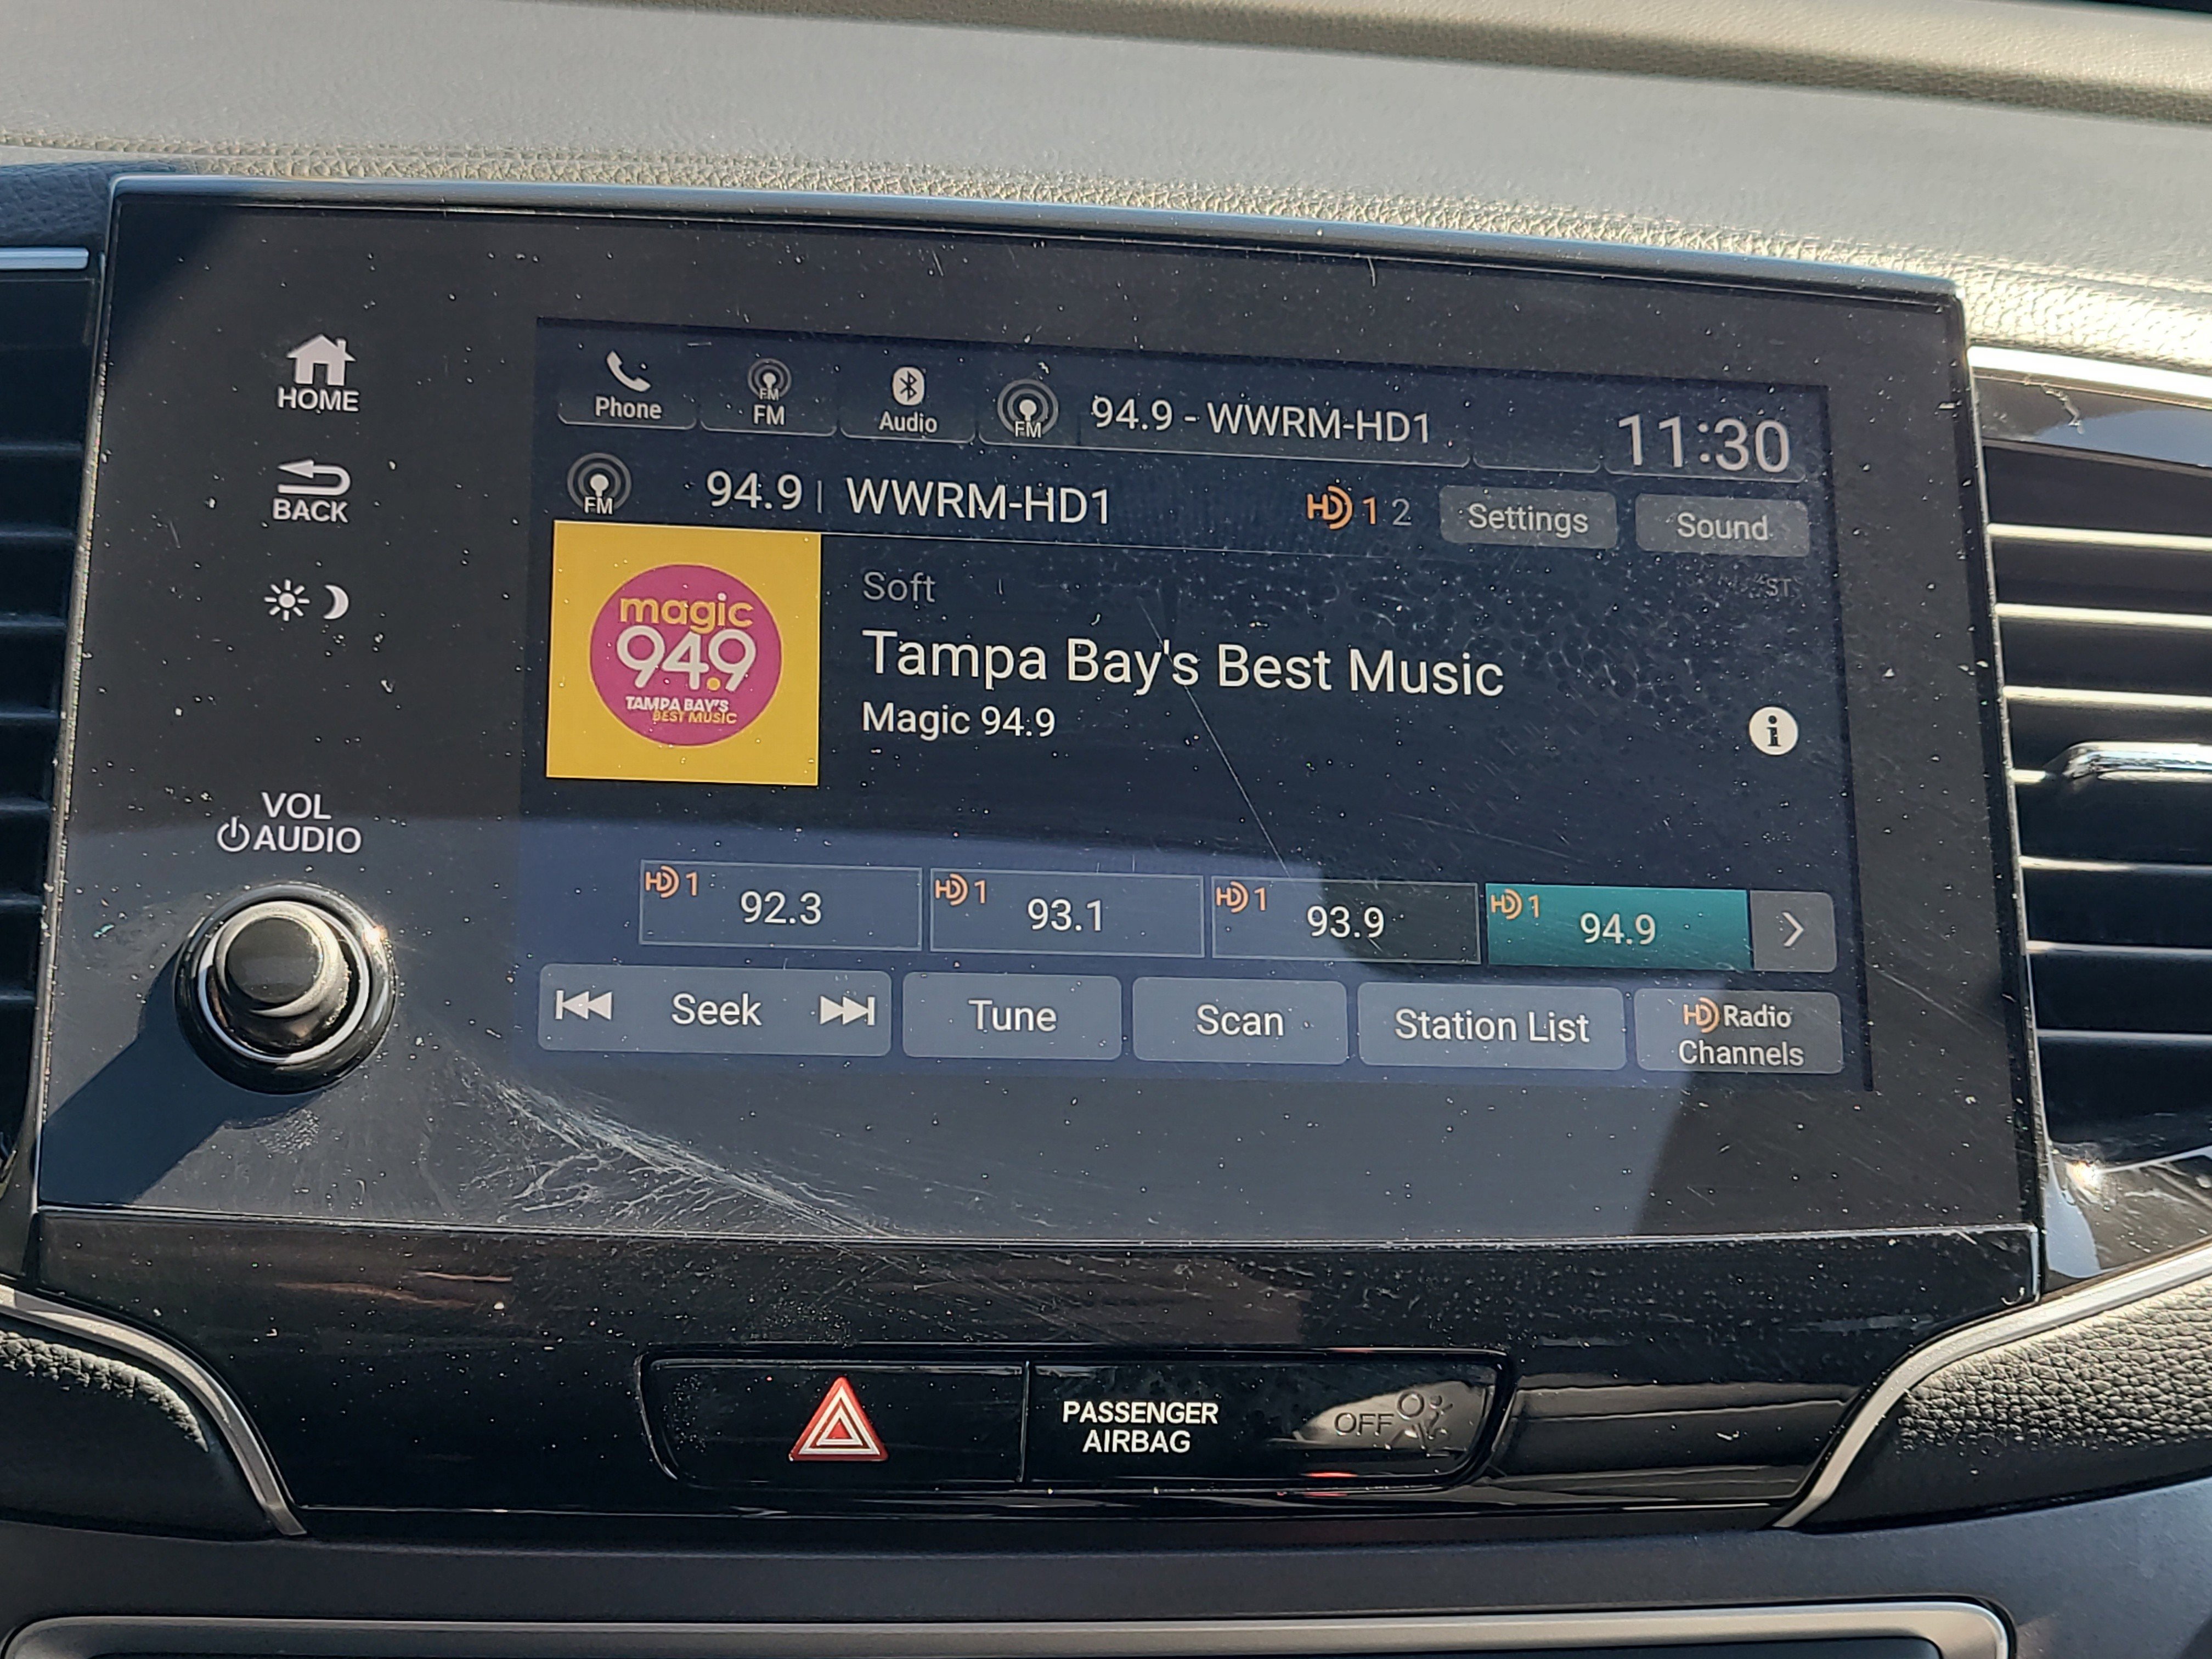 HOME
BACK
VOL
AUDIO
Phone
FM
FM
Audio
FM
94.9 - WWRM-HD1
11:30
FM
94.9 | WWRM-HD1
HD 1 2
Settings
Sound
magic
94.9
TAMPA BAY'S
BEST MUSIC
Soft
ST
Tampa Bay's Best Music
Magic 94.9
i
HD 1 92.3
HD 1 93.1
HD 1 93.9
HD 1 94.9
Seek
Tune
Scan
Station List
HD Radio
Channels
PASSENGER
AIRBAG
OFF